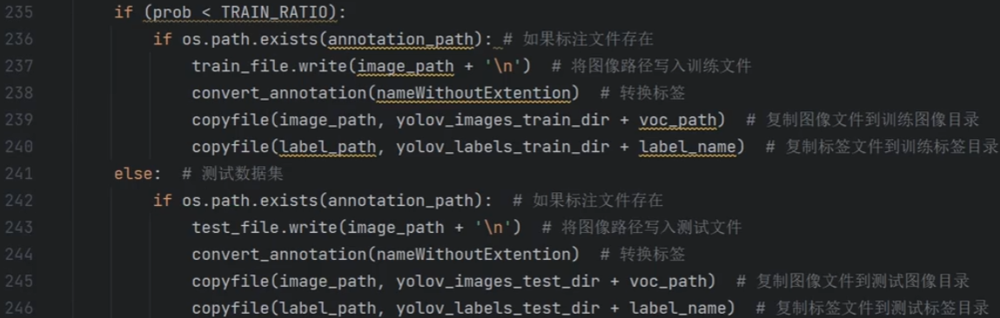 235 if (prob < TRAIN_RATIO):
236 if os.path.exists(annotation_path): # 如果标注文件存在
237 train_file.write(image_path + '\n') # 将图像路径写入训练文件
238 convert_annotation(nameWithoutExtention) # 转换标签
239 copyfile(image_path, yolov_images_train_dir + voc_path) # 复制图像文件到训练图像目录
240 copyfile(label_path, yolov_labels_train_dir + label_name) # 复制标签文件到训练标签目录
241 else: # 测试数据集
242 if os.path.exists(annotation_path): # 如果标注文件存在
243 test_file.write(image_path + '\n') # 将图像路径写入测试文件
244 convert_annotation(nameWithoutExtention) # 转换标签
245 copyfile(image_path, yolov_images_test_dir + voc_path) # 复制图像文件到测试图像目录
246 copyfile(label_path, yolov_labels_test_dir + label_name) # 复制标签文件到测试标签目录